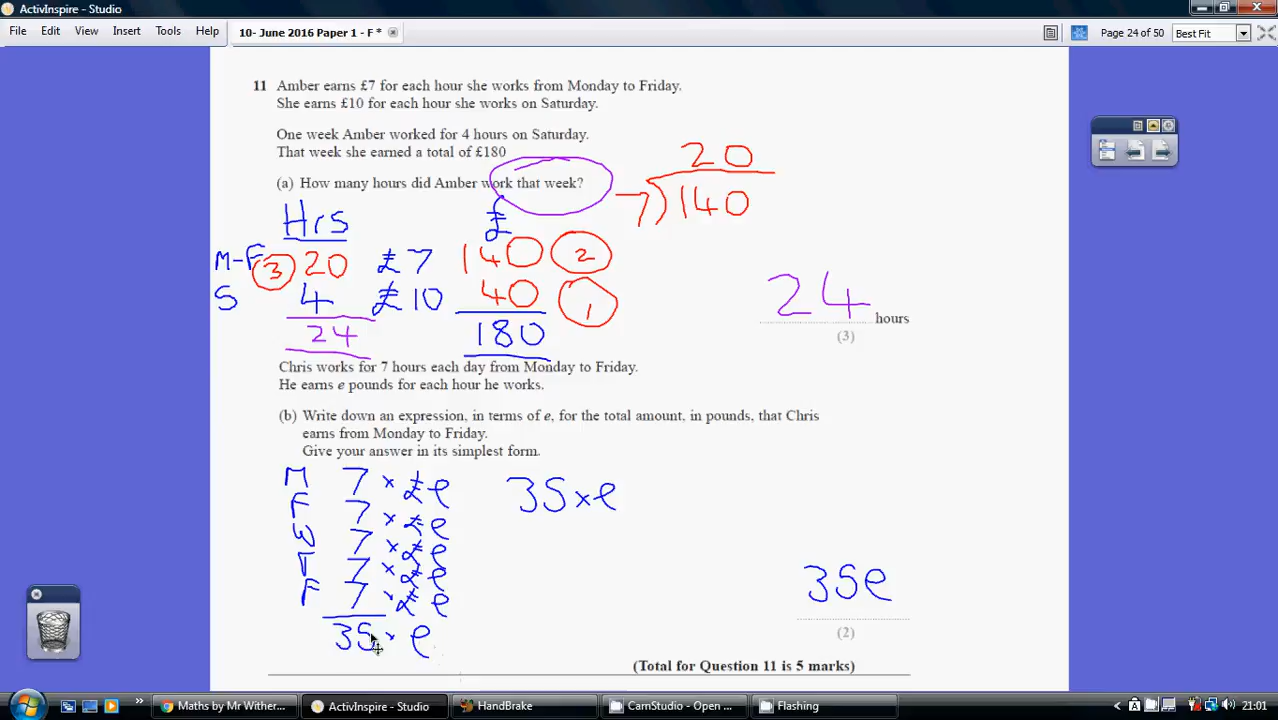 ActivInspire - Studio
File Edit View Insert Tools Help
10- June 2016 Paper 1 - F *
Page 24 of 50
Best Fit
11 Amber earns £7 for each hour she works from Monday to Friday.
She earns £10 for each hour she works on Saturday.
One week Amber worked for 4 hours on Saturday.
That week she earned a total of £180
(a) How many hours did Amber work that week?
20
7)140
Hrs £
M-F 3 20 £7 140 2
S 4 £10 40 1
24 180
24
hours
(3)
Chris works for 7 hours each day from Monday to Friday.
He earns e pounds for each hour he works.
(b) Write down an expression, in terms of e, for the total amount, in pounds, that Chris
earns from Monday to Friday.
Give your answer in its simplest form.
M 7 × £e
F 7 × £e
W 7 × £e
T 7 × £e
F 7 × £e
35 × e
35×e
35e
(2)
(Total for Question 11 is 5 marks)
Maths by Mr Wither...
ActivInspire - Studio
HandBrake
CamStudio - Open ...
Flashing
21:01